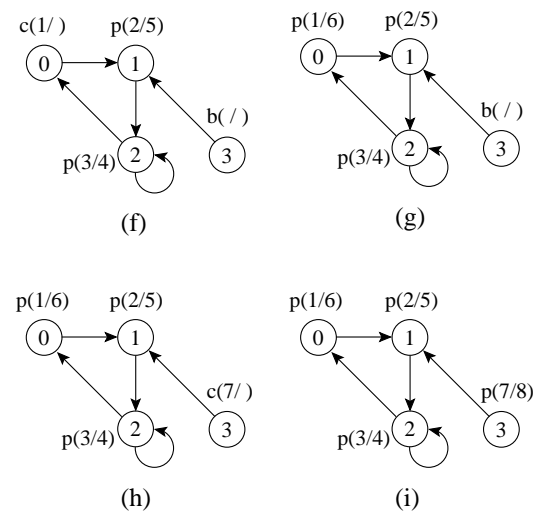 c(1/ ) p(2/5)
0 1
b( / )
2 3
p(3/4)
(f)
p(1/6) p(2/5)
0 1
b( / )
2 3
p(3/4)
(g)
p(1/6) p(2/5)
0 1
c(7/ )
2 3
p(3/4)
(h)
p(1/6) p(2/5)
0 1
p(7/8)
2 3
p(3/4)
(i)